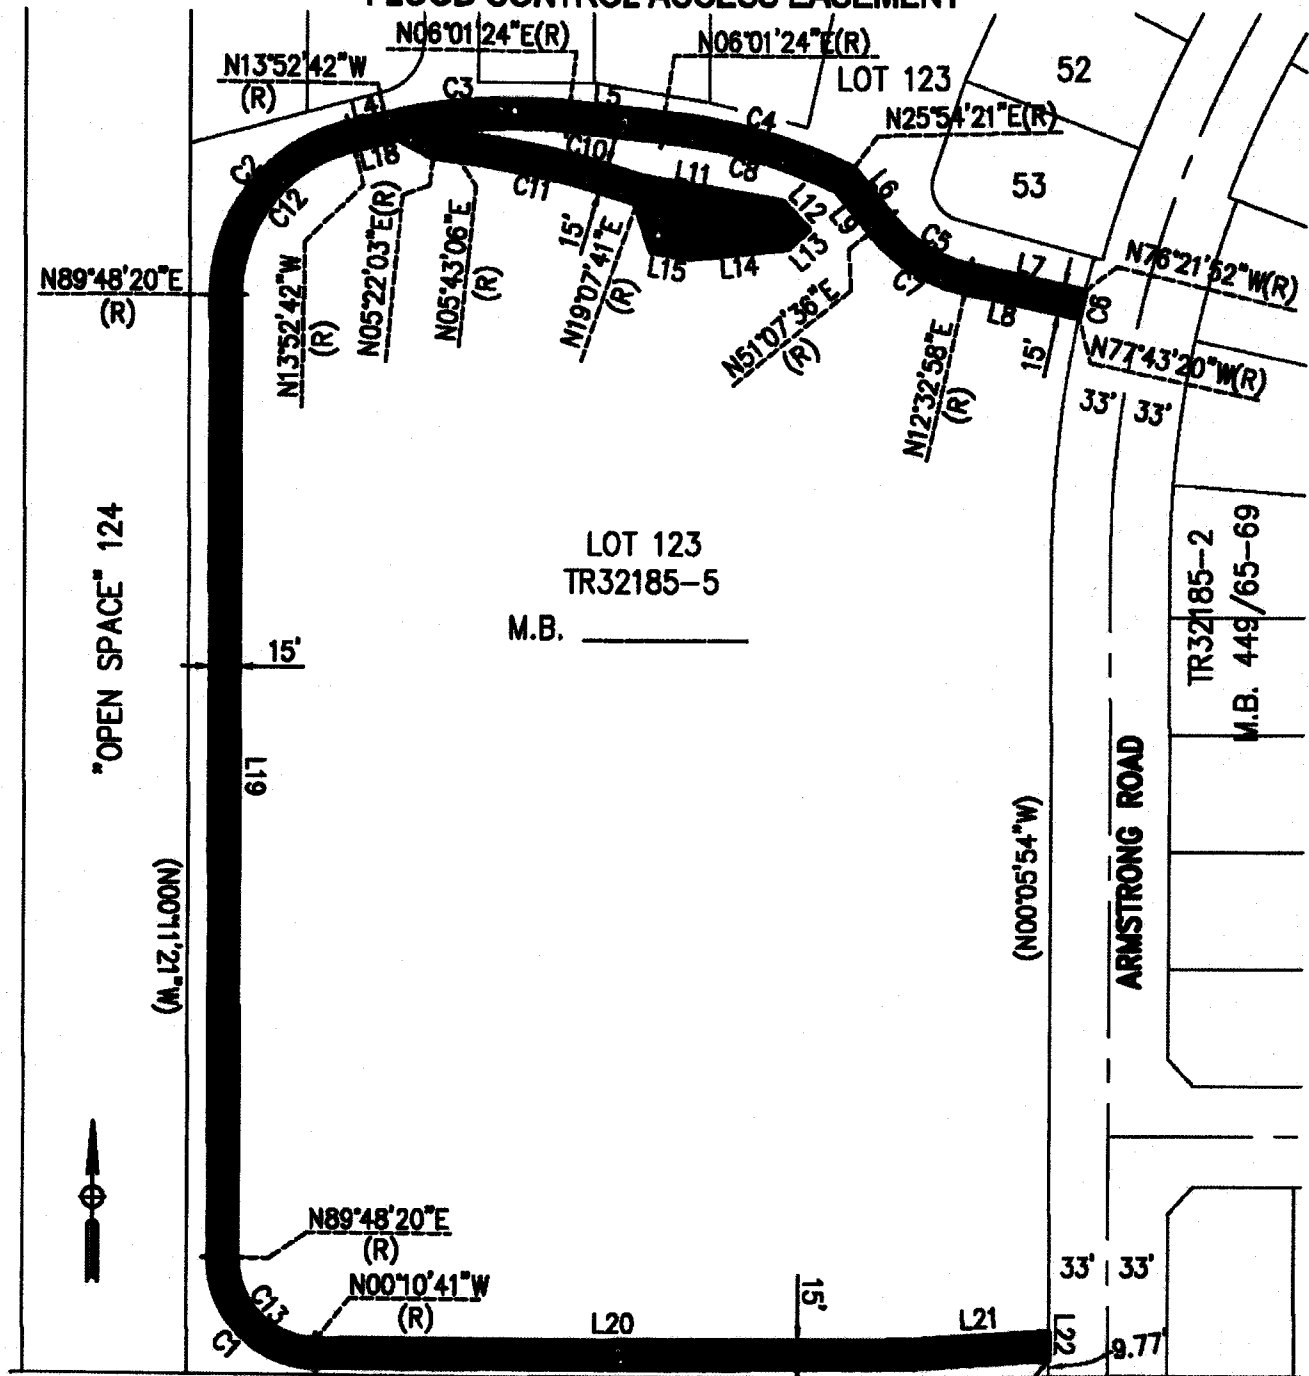 FLOOD CONTROL ACCESS EASEMENT
N06°01'24"E(R)
N06°01'24"E(R)
N13°52'42"W
(R)
LOT 123
52
C3
L4
L5
C4
N25°54'21"E(R)
C2
C12
L18
C10
C11
L11
C8
L12
L9
L6
L13
L14
L15
53
C5
C7
L7
L8
C6
N76°21'52"W(R)
N77°43'20"W(R)
N89°48'20"E
(R)
N13°52'42"W
(R)
N05°22'03"E(R)
N05°43'06"E
(R)
15'
N19°07'41"E
(R)
N51°07'36"E
(R)
N12°32'58"E
(R)
15'
33'
33'
LOT 123
TR32185-5
M.B.
"OPEN SPACE" 124
15'
L19
(N00°11'21"W)
(N00°05'54"W)
ARMSTRONG ROAD
TR32185-2
M.B. 449/65-69
N89°48'20"E
(R)
N00°10'41"W
(R)
C13
C1
L20
15'
L21
L22
33'
33'
9.77'